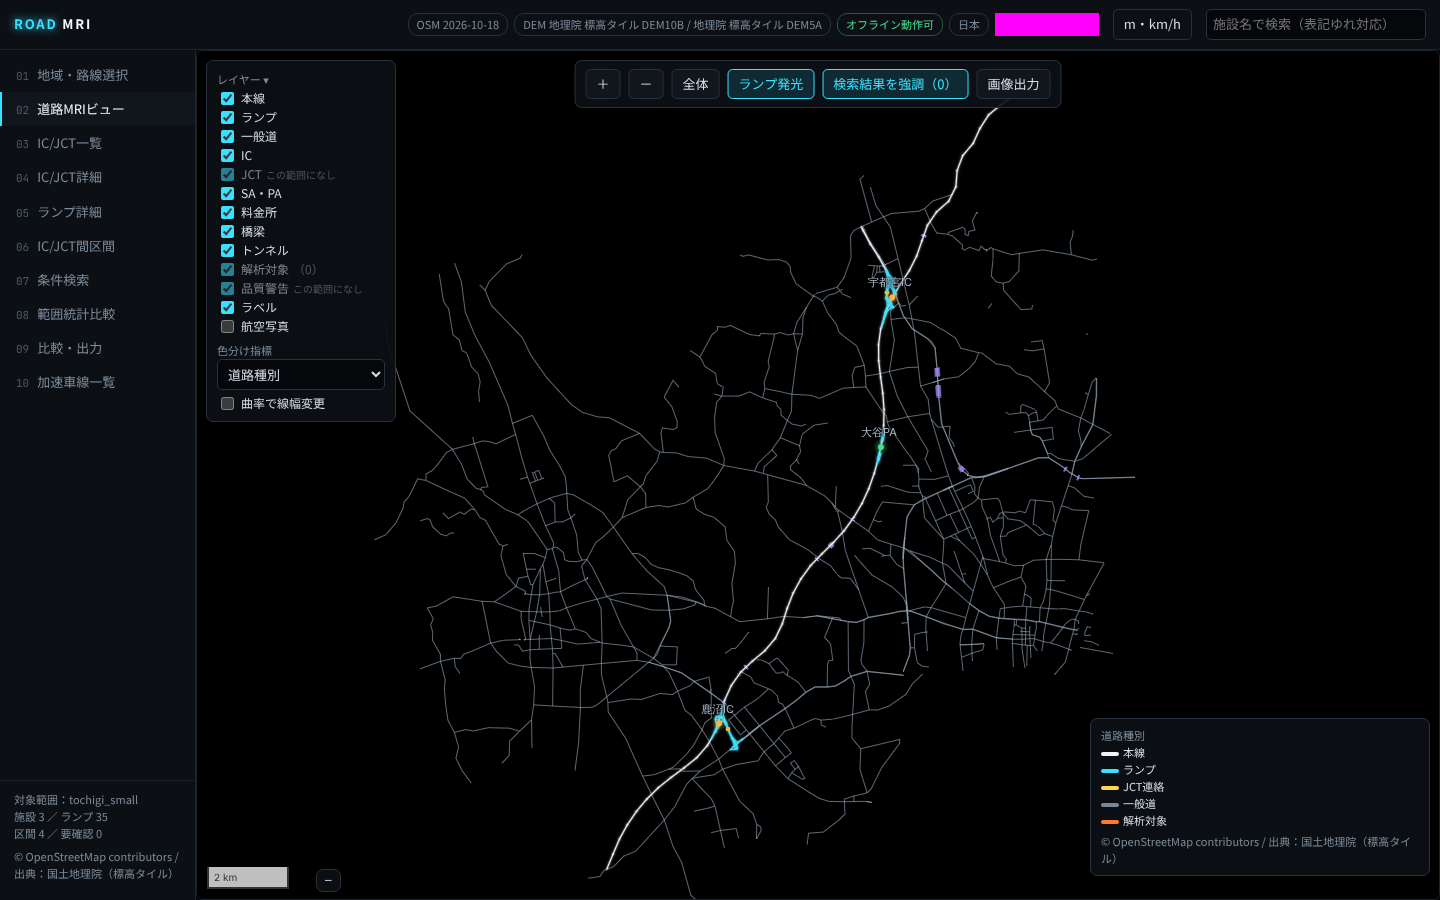 ROAD MRI
OSM 2026-10-18
DEM 地理院 標高タイル DEM10B / 地理院 標高タイル DEM5A
オフライン動作可
日本
m・km/h
施設名で検索（表記ゆれ対応）
01 地域・路線選択
02 道路MRIビュー
03 IC/JCT一覧
04 IC/JCT詳細
05 ランプ詳細
06 IC/JCT間区間
07 条件検索
08 範囲統計比較
09 比較・出力
10 加速車線一覧
対象範囲：tochigi_small
施設 3 ／ ランプ 35
区間 4 ／ 要確認 0
© OpenStreetMap contributors /
出典：国土地理院（標高タイル）
レイヤー ▾
本線
ランプ
一般道
IC
JCT この範囲になし
SA・PA
料金所
橋梁
トンネル
解析対象 （0）
品質警告 この範囲になし
ラベル
航空写真
色分け指標
道路種別
曲率で線幅変更
＋
−
全体
ランプ発光
検索結果を強調（0）
画像出力
宇都宮IC
大谷PA
鹿沼IC
2 km
−
道路種別
本線
ランプ
JCT連絡
一般道
解析対象
© OpenStreetMap contributors / 出典：国土地理院（標高タイ
ル）